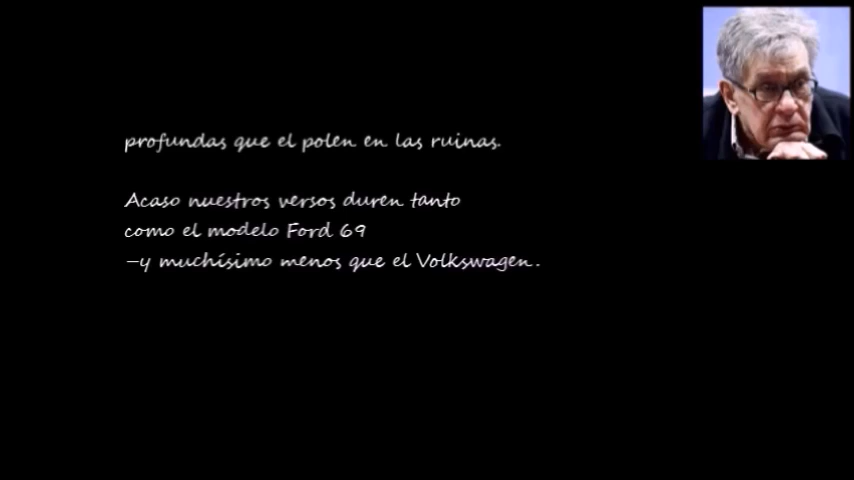 profundas que el polen en las ruinas.
Acaso nuestros versos duren tanto
como el modelo Ford 69
–y muchísimo menos que el Volkswagen.